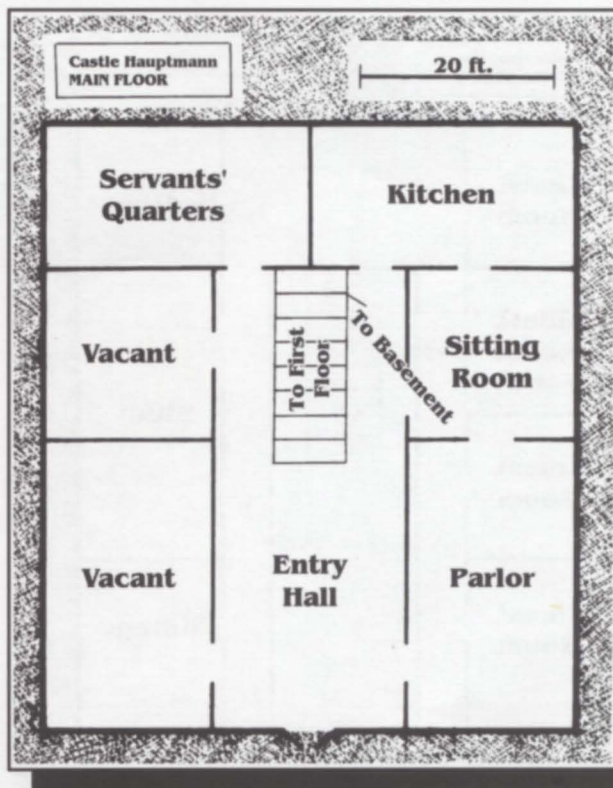 Castle Hauptmann
MAIN FLOOR
20 ft.
Servants'
Quarters
Kitchen
Vacant
To First
Floor
To Basement
Sitting
Room
Vacant
Entry
Hall
Parlor